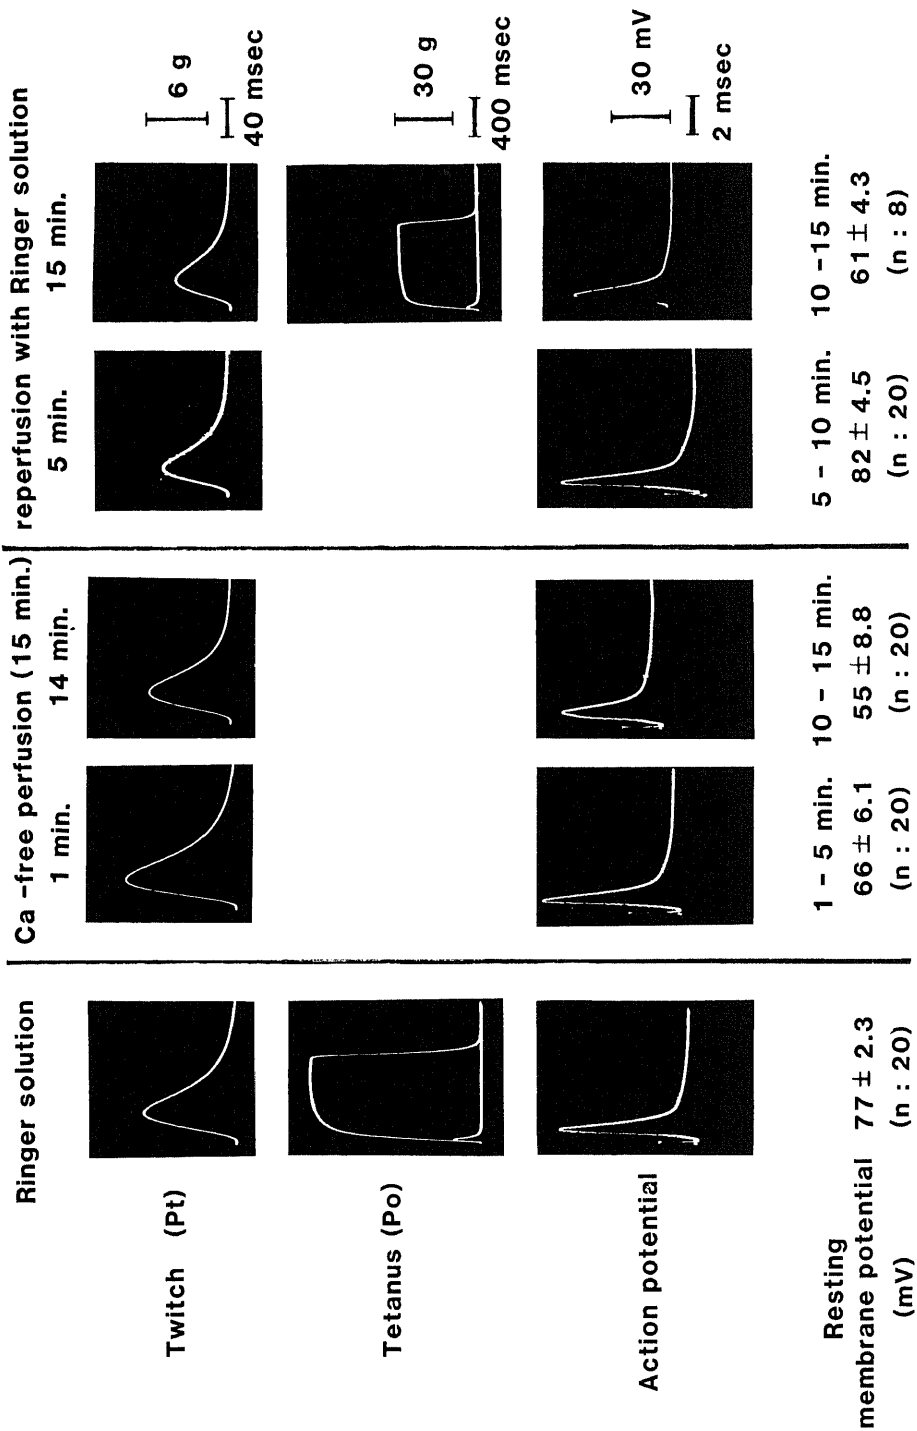 Ringer solution
Ca-free perfusion (15 min.)
reperfusion with Ringer solution
1 min.
14 min.
5 min.
15 min.
Twitch (Pt)
6 g
40 msec
Tetanus (Po)
30 g
400 msec
Action potential
30 mV
2 msec
1 - 5 min.
10 - 15 min.
5 - 10 min.
10 -15 min.
Resting
membrane potential
(mV)
77 ± 2.3
(n : 20)
66 ± 6.1
(n : 20)
55 ± 8.8
(n : 20)
82 ± 4.5
(n : 20)
61 ± 4.3
(n : 8)